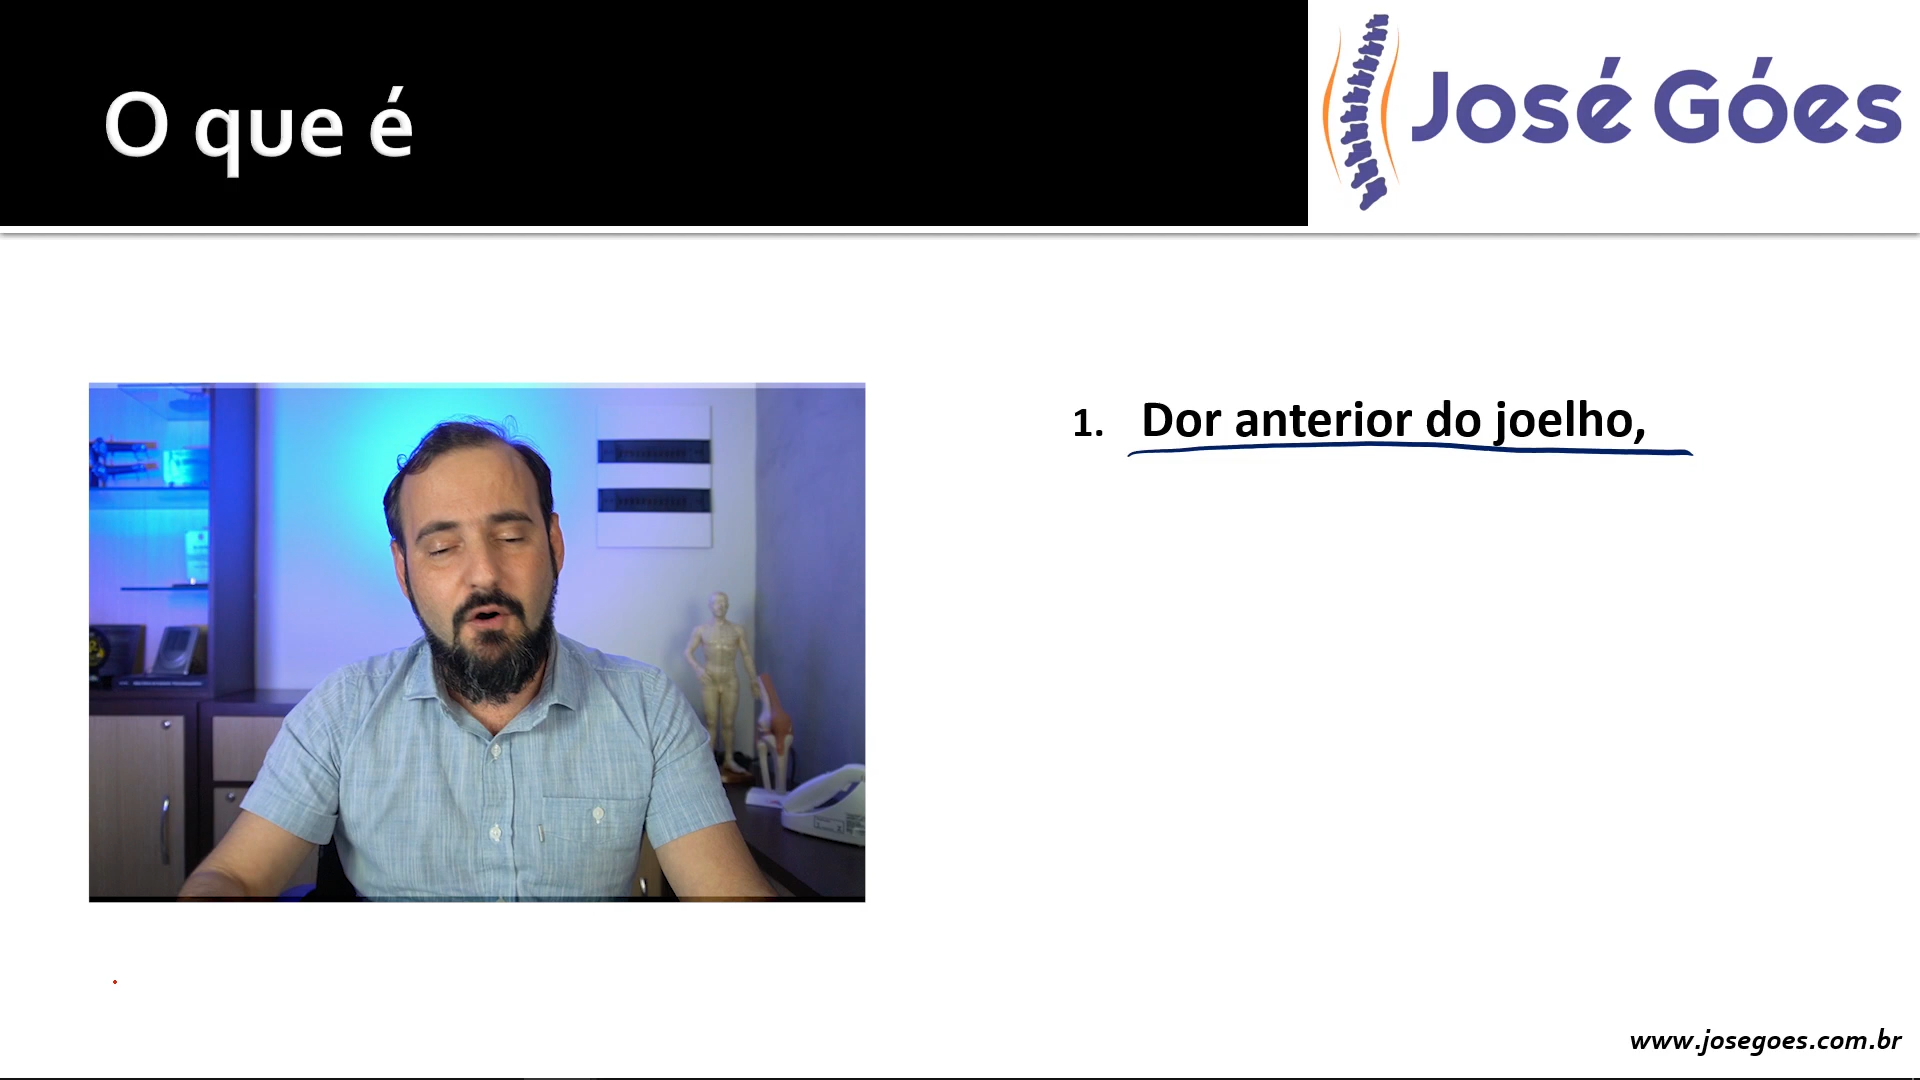 O que é
José Góes
1. Dor anterior do joelho,
www.josegoes.com.br